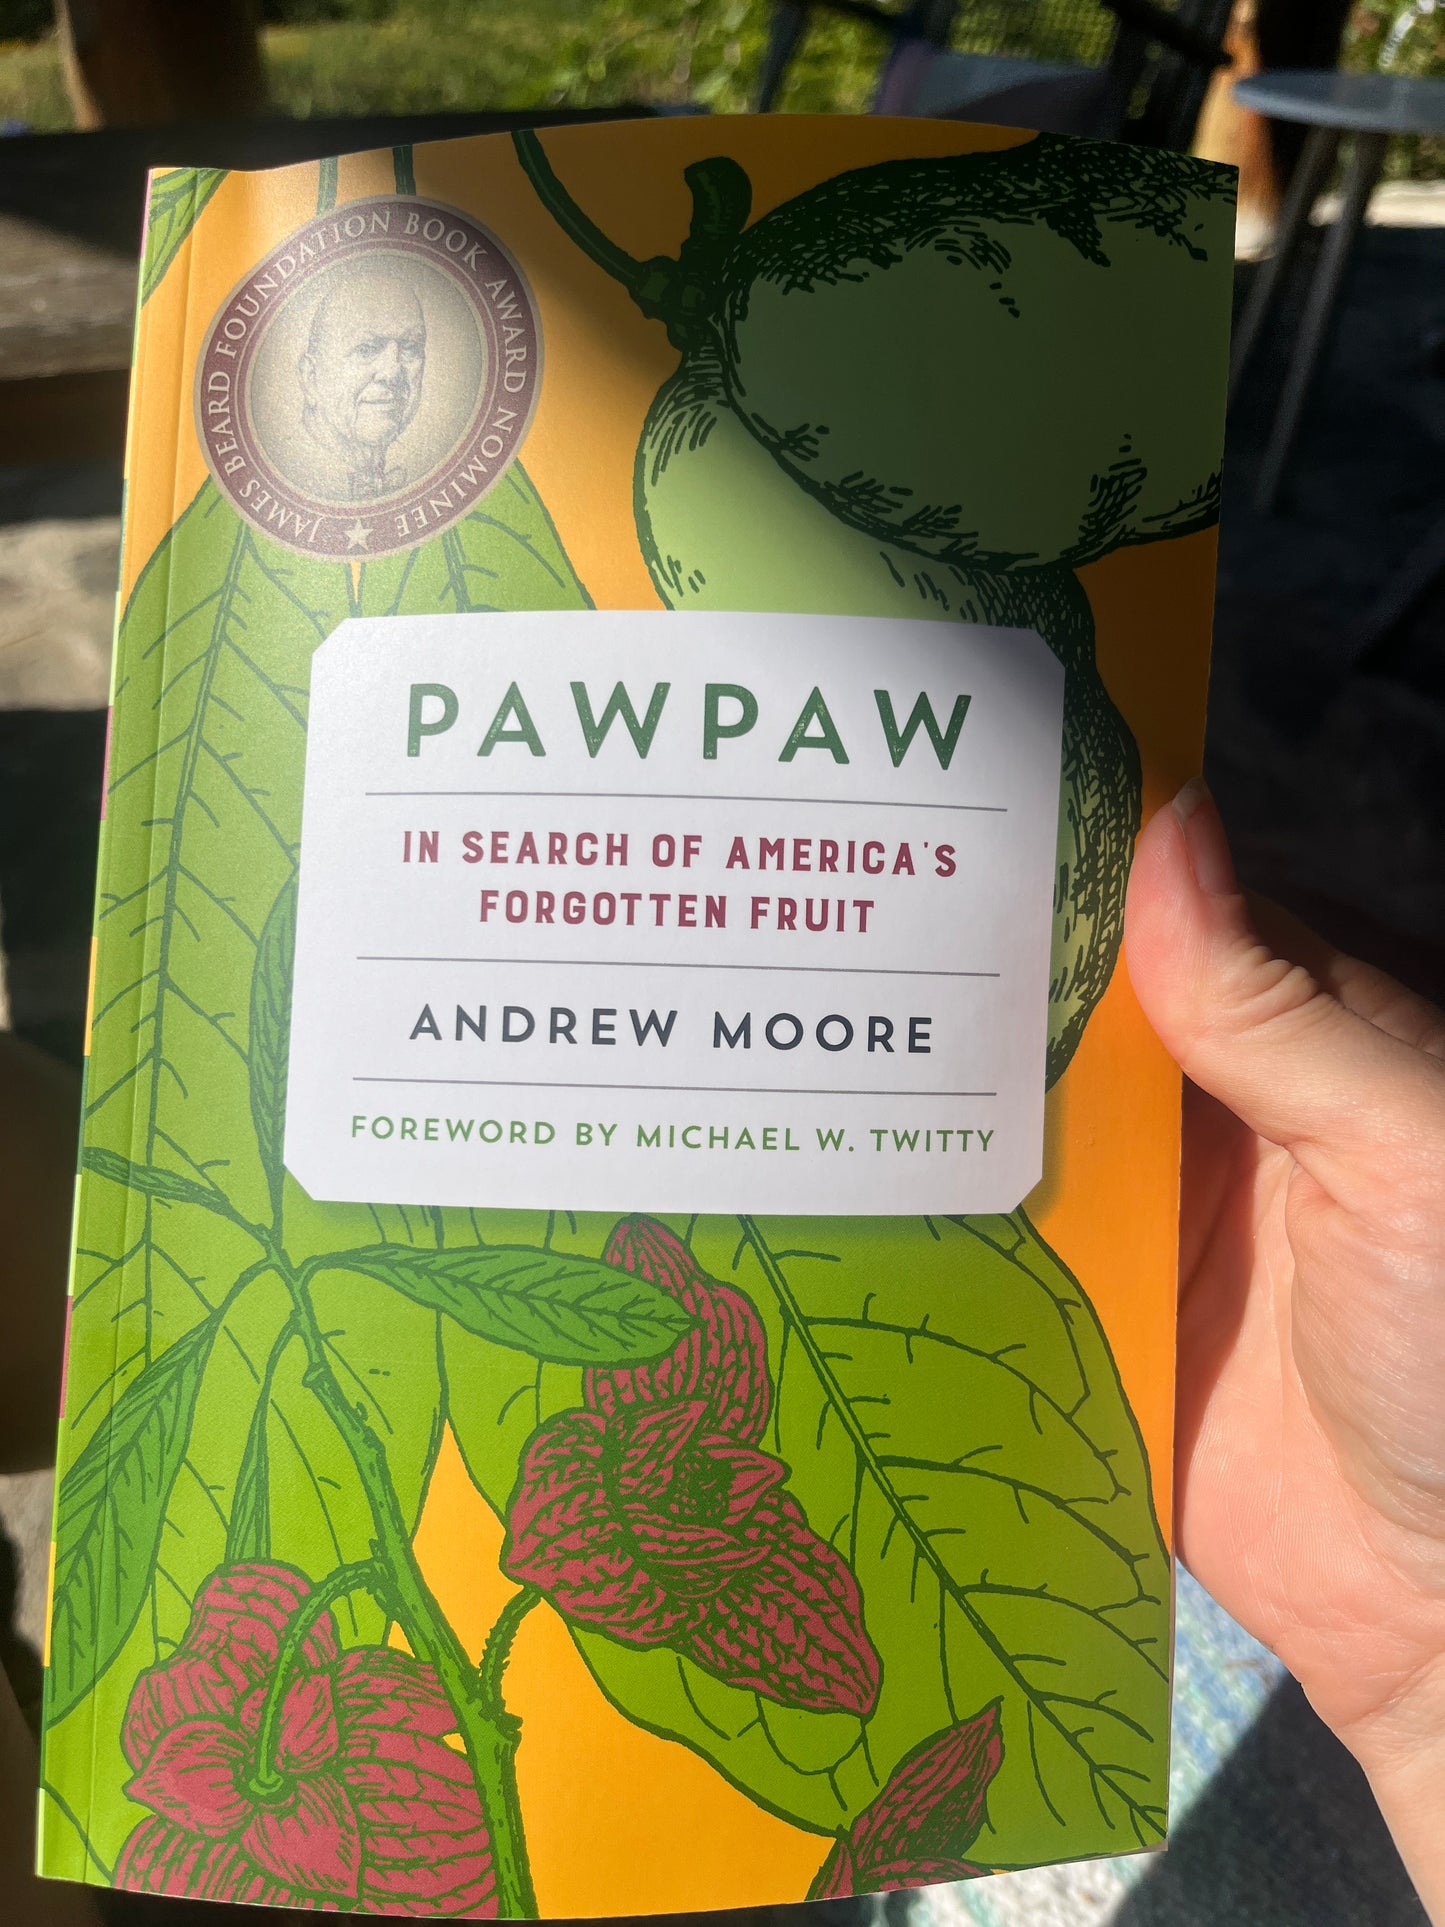 JAMES BEARD FOUNDATION BOOK AWARD NOMINEE
PAWPAW
IN SEARCH OF AMERICA'S
FORGOTTEN FRUIT
ANDREW MOORE
FOREWORD BY MICHAEL W. TWITTY